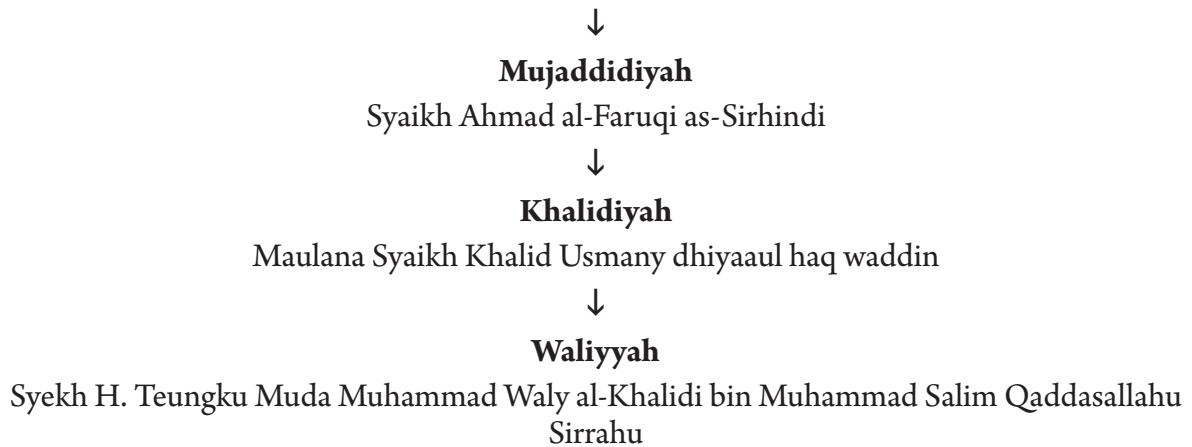 ↓
Mujaddidiyah
Syaikh Ahmad al-Faruqi as-Sirhindi
↓
Khalidiyah
Maulana Syaikh Khalid Usmany dhiyaaul haq waddin
↓
Waliyyah
Syekh H. Teungku Muda Muhammad Waly al-Khalidi bin Muhammad Salim Qaddasallahu
Sirrahu